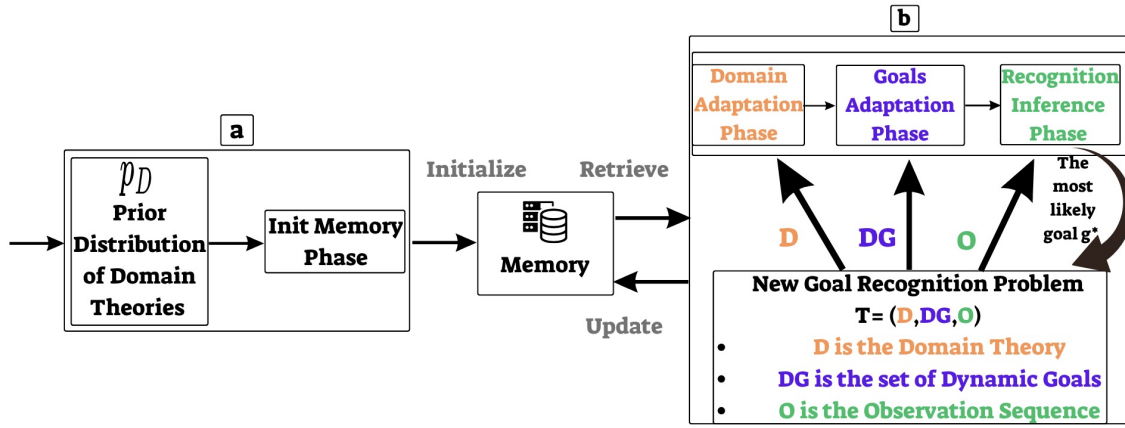 a
p_D
Prior
Distribution
of Domain
Theories
Init Memory
Phase
Initialize
Memory
Retrieve
Update
b
Domain
Adaptation
Phase
Goals
Adaptation
Phase
Recognition
Inference
Phase
The
most
likely
goal g*
D
DG
O
New Goal Recognition Problem
T= (D,DG,O)
• D is the Domain Theory
• DG is the set of Dynamic Goals
• O is the Observation Sequence